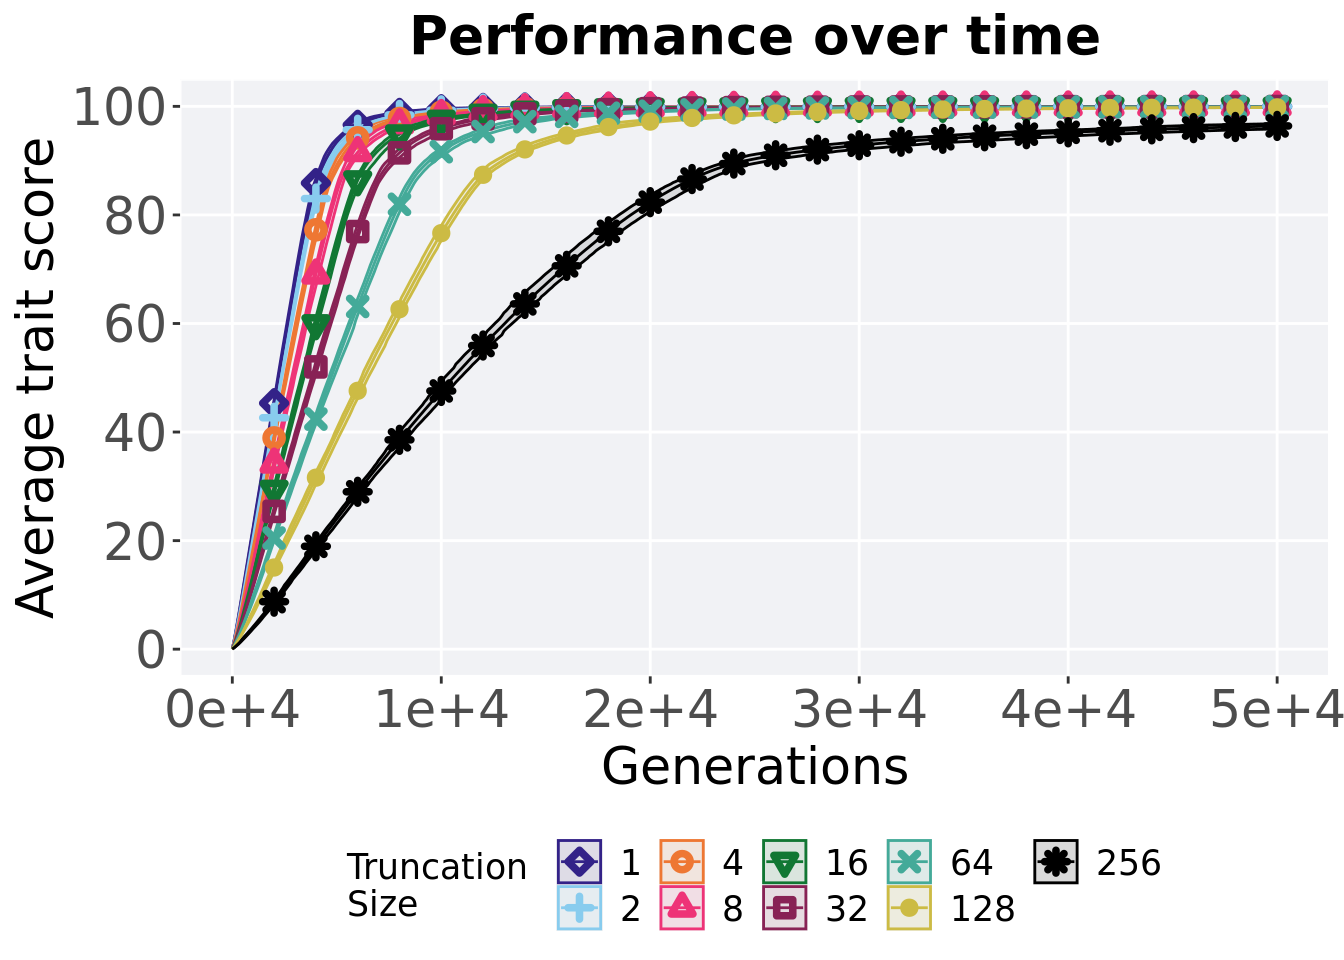 Performance over time
Average trait score
100
80
60
40
20
0
0e+4 1e+4 2e+4 3e+4 4e+4 5e+4
Generations
Truncation
Size
1 4 16 64 256
2 8 32 128